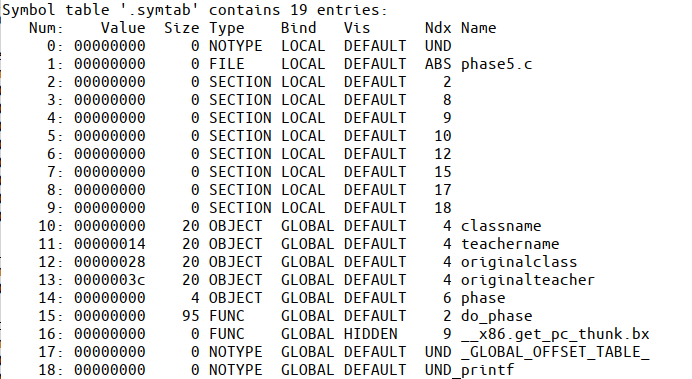 Symbol table '.symtab' contains 19 entries:
   Num:    Value  Size Type    Bind   Vis      Ndx Name
     0: 00000000     0 NOTYPE  LOCAL  DEFAULT  UND
     1: 00000000     0 FILE    LOCAL  DEFAULT  ABS phase5.c
     2: 00000000     0 SECTION LOCAL  DEFAULT    2
     3: 00000000     0 SECTION LOCAL  DEFAULT    8
     4: 00000000     0 SECTION LOCAL  DEFAULT    9
     5: 00000000     0 SECTION LOCAL  DEFAULT   10
     6: 00000000     0 SECTION LOCAL  DEFAULT   12
     7: 00000000     0 SECTION LOCAL  DEFAULT   15
     8: 00000000     0 SECTION LOCAL  DEFAULT   17
     9: 00000000     0 SECTION LOCAL  DEFAULT   18
    10: 00000000    20 OBJECT  GLOBAL DEFAULT    4 classname
    11: 00000014    20 OBJECT  GLOBAL DEFAULT    4 teachername
    12: 00000028    20 OBJECT  GLOBAL DEFAULT    4 originalclass
    13: 0000003c    20 OBJECT  GLOBAL DEFAULT    4 originalteacher
    14: 00000000     4 OBJECT  GLOBAL DEFAULT    6 phase
    15: 00000000    95 FUNC    GLOBAL DEFAULT    2 do_phase
    16: 00000000     0 FUNC    GLOBAL HIDDEN     9 __x86.get_pc_thunk.bx
    17: 00000000     0 NOTYPE  GLOBAL DEFAULT  UND _GLOBAL_OFFSET_TABLE_
    18: 00000000     0 NOTYPE  GLOBAL DEFAULT  UND printf